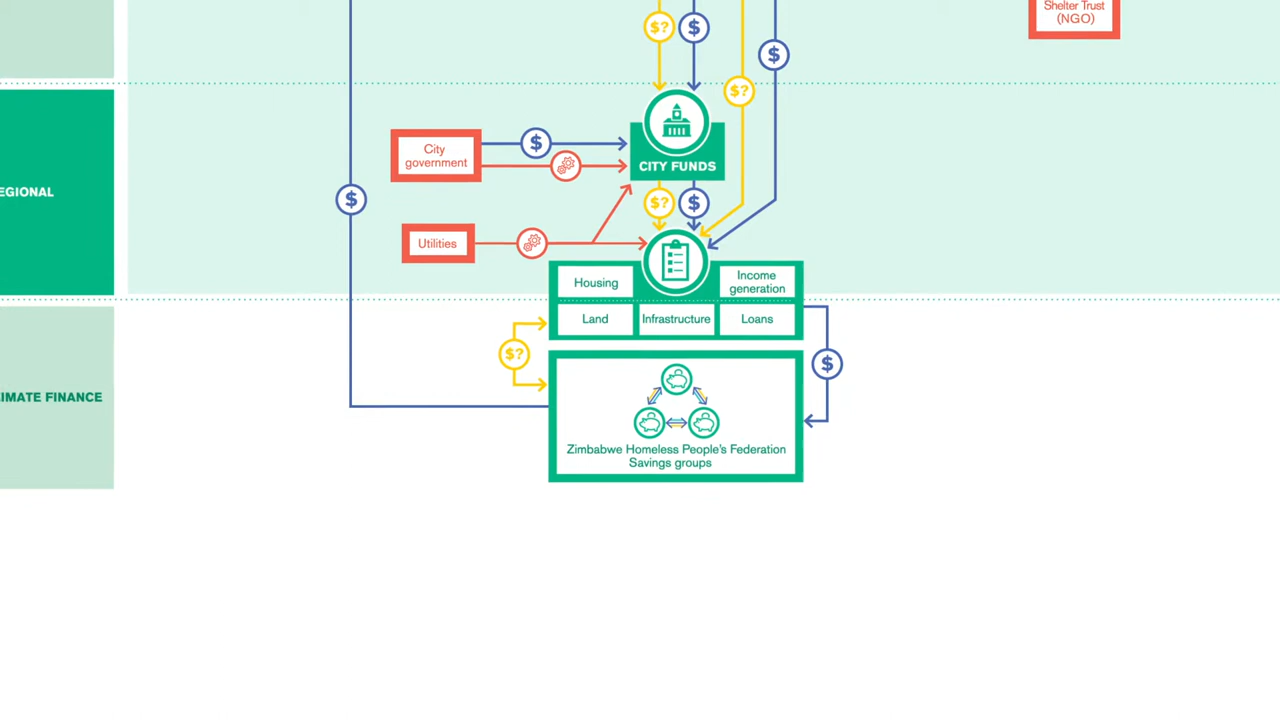 Shelter Trust
(NGO)
$?
$
$
$?
City
government
$
CITY FUNDS
EGIONAL
$
$?
$
Utilities
Housing
Income
generation
Land
Infrastructure
Loans
$?
$
LIMATE FINANCE
Zimbabwe Homeless People's Federation
Savings groups